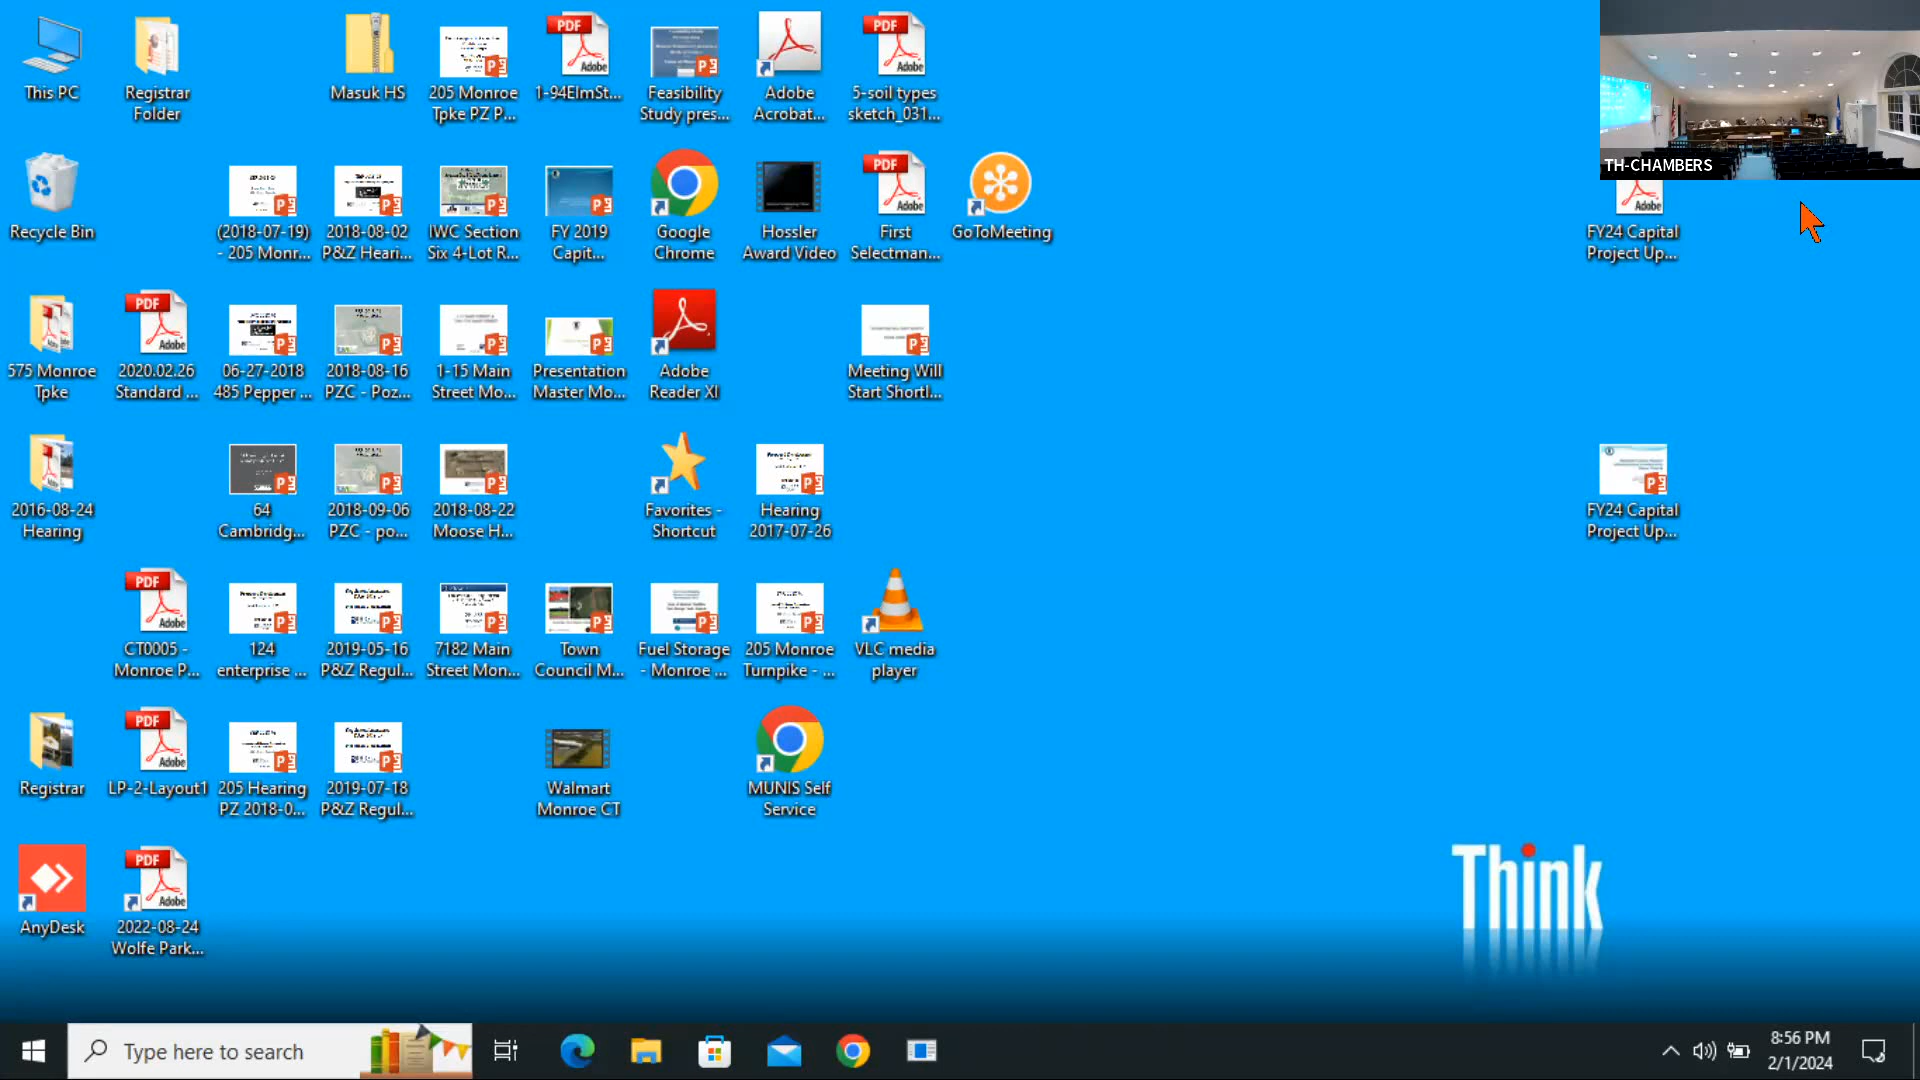 This PC
Registrar
Folder
Masuk HS
205 Monroe
Tpke PZ P...
1-94ElmSt...
Feasibility
Study pres...
Adobe
Acrobat...
5-soil types
sketch_031...
TH-CHAMBERS
Recycle Bin
(2018-07-19)
- 205 Monr...
2018-08-02
P&Z Heari...
IWC Section
Six 4-Lot R...
FY 2019
Capit...
Google
Chrome
Hossler
Award Video
First
Selectman...
GoToMeeting
FY24 Capital
Project Up...
575 Monroe
Tpke
2020.02.26
Standard ...
06-27-2018
485 Pepper ...
2018-08-16
PZC - Poz...
1-15 Main
Street Mo...
Presentation
Master Mo...
Adobe
Reader XI
Meeting Will
Start Shortl...
2016-08-24
Hearing
64
Cambridg...
2018-09-06
PZC - po...
2018-08-22
Moose H...
Favorites -
Shortcut
Hearing
2017-07-26
FY24 Capital
Project Up...
CT0005 -
Monroe P...
124
enterprise ...
2019-05-16
P&Z Regul...
7182 Main
Street Mon...
Town
Council M...
Fuel Storage
- Monroe ...
205 Monroe
Turnpike - ...
VLC media
player
Registrar
LP-2-Layout1
205 Hearing
PZ 2018-0...
2019-07-18
P&Z Regul...
Walmart
Monroe CT
MUNIS Self
Service
AnyDesk
2022-08-24
Wolfe Park...
Think
Type here to search
8:56 PM
2/1/2024